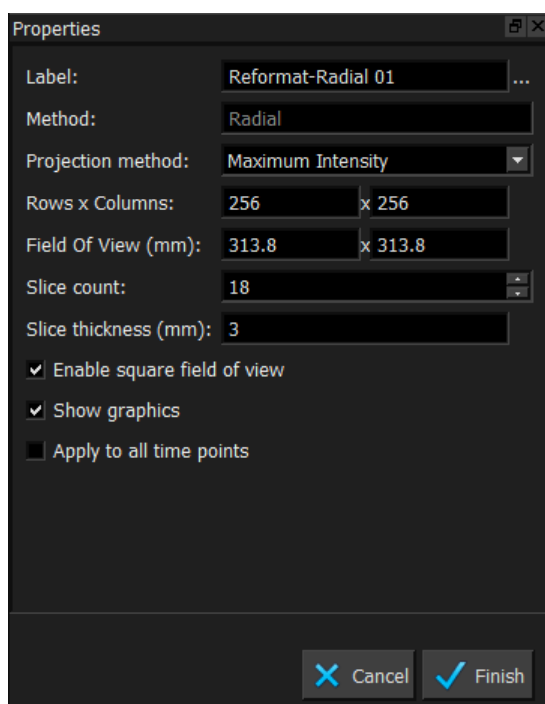 Properties
Label: Reformat-Radial 01 ...
Method: Radial
Projection method: Maximum Intensity
Rows x Columns: 256 x 256
Field Of View (mm): 313.8 x 313.8
Slice count: 18
Slice thickness (mm): 3
Enable square field of view
Show graphics
Apply to all time points
Cancel Finish